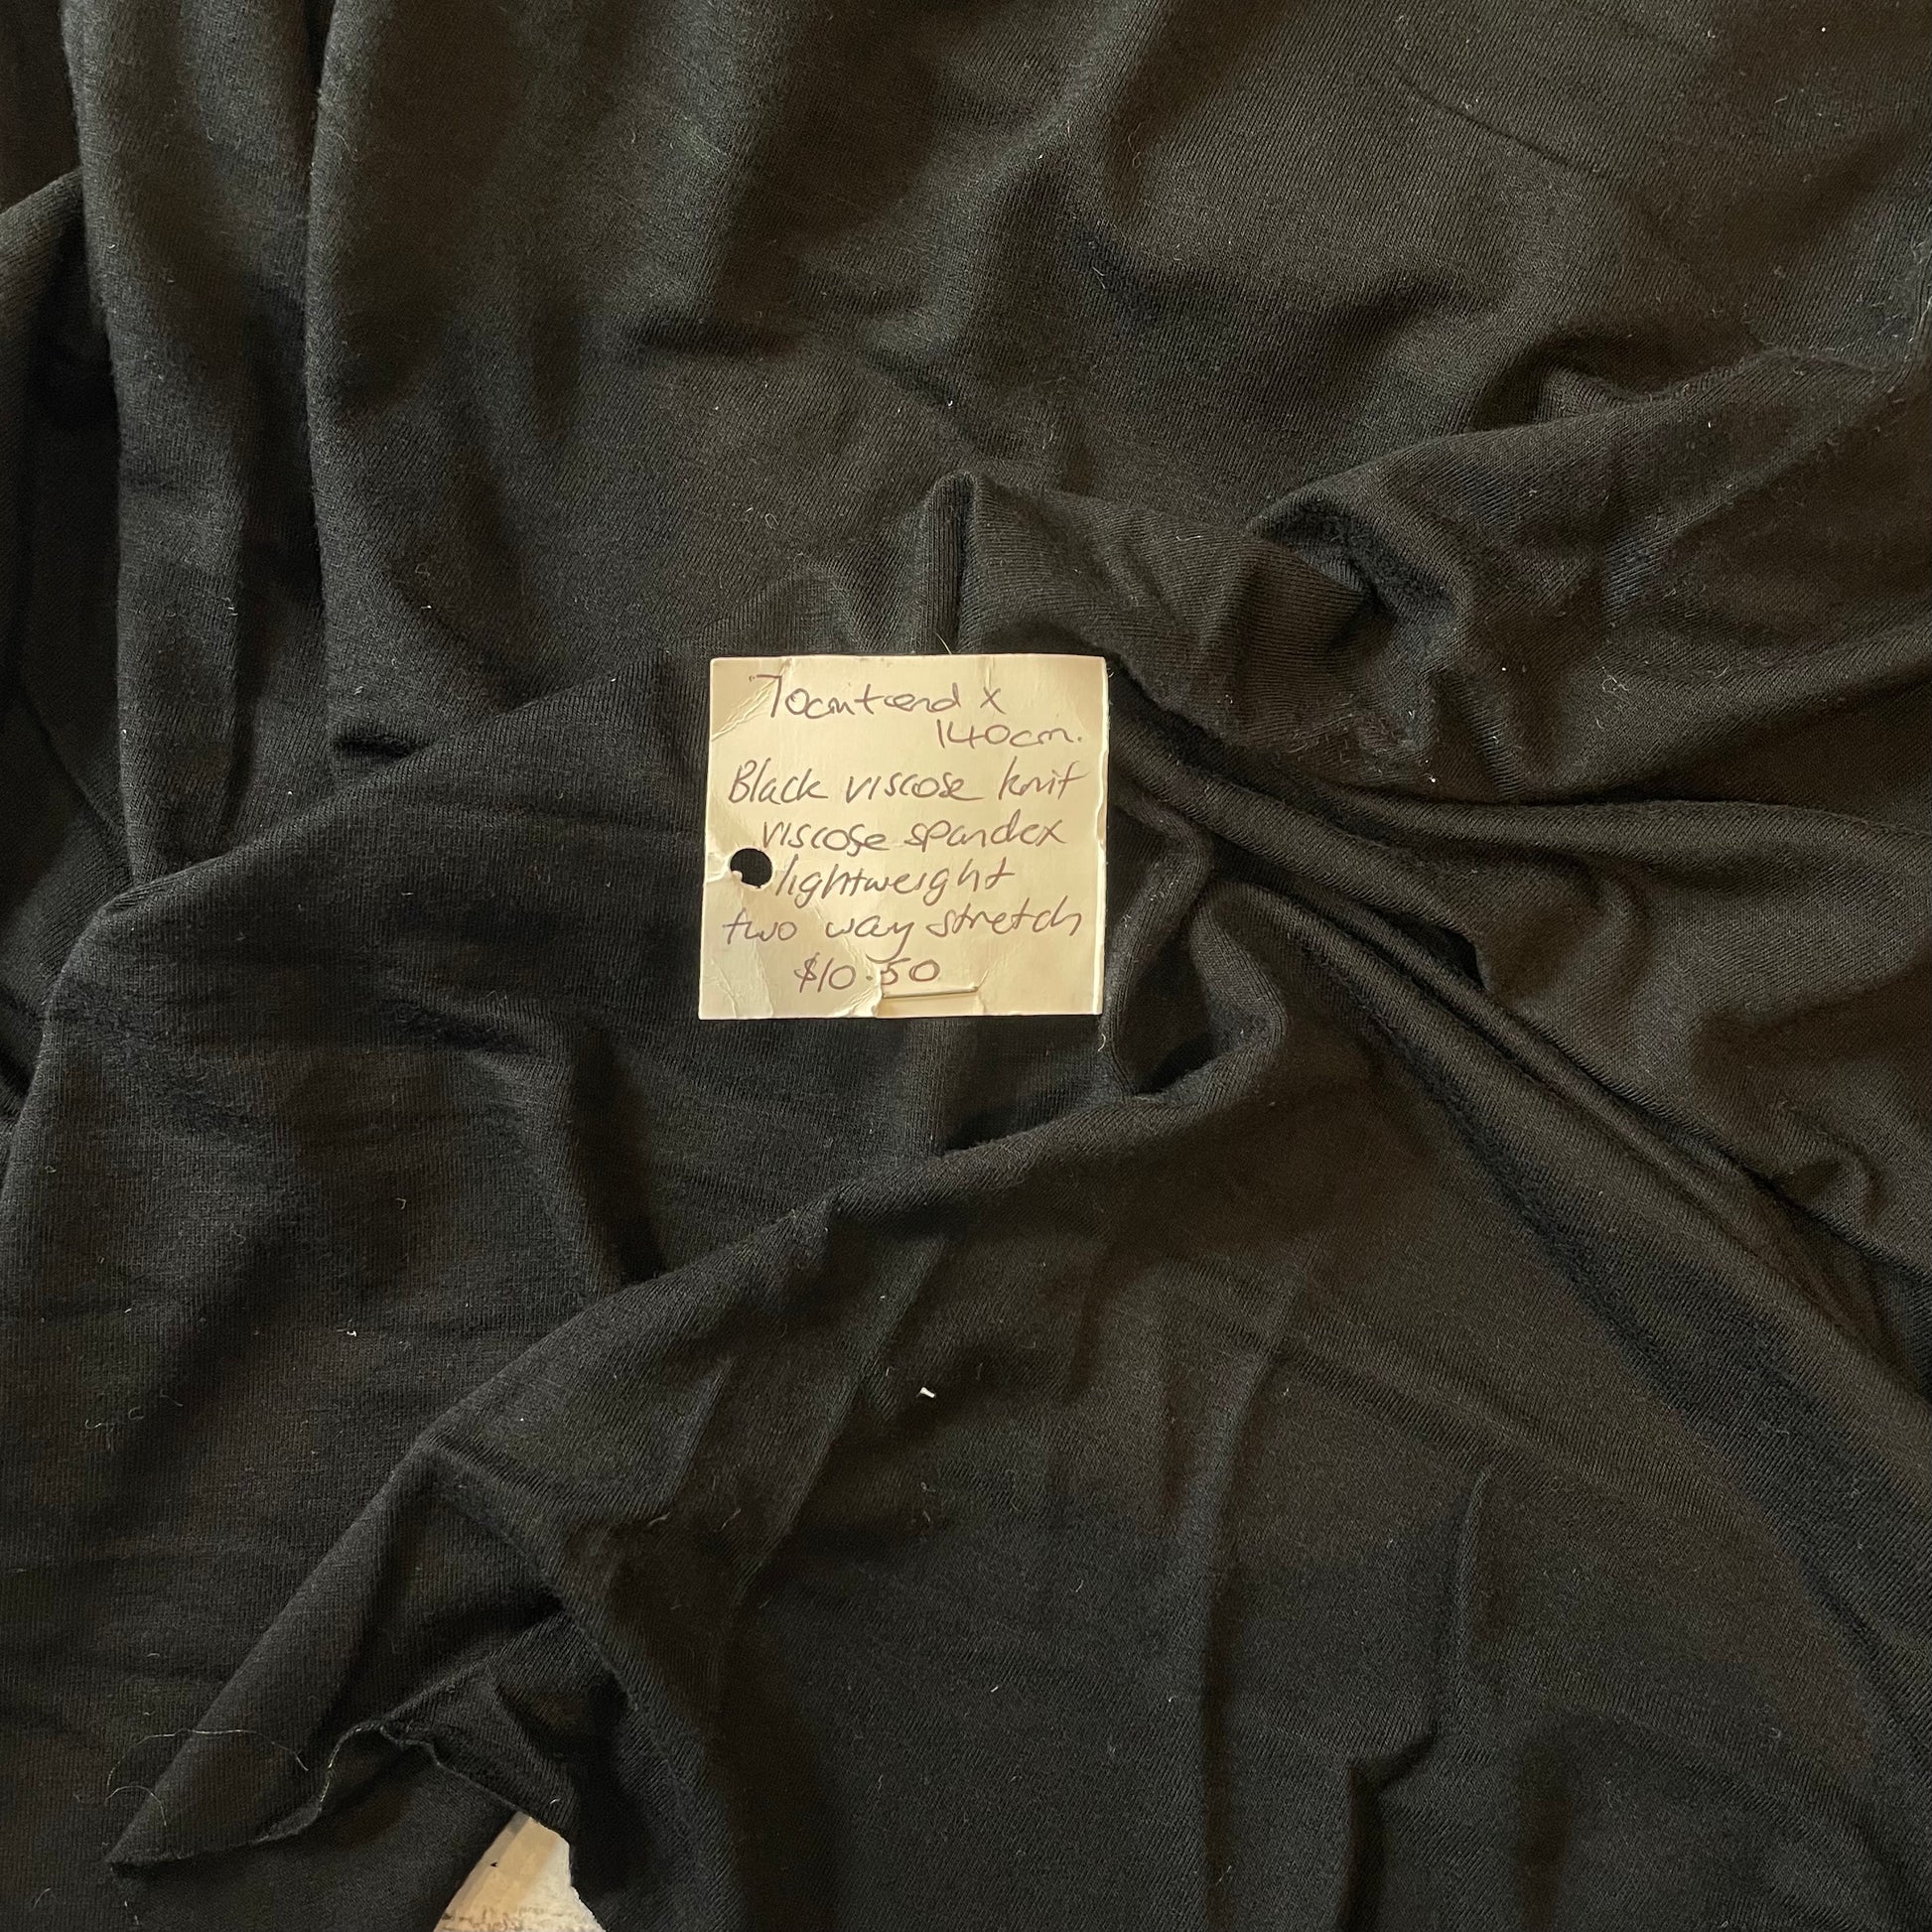 70cm + end x
140cm.
Black viscose knit
viscose spandex
lightweight
two way stretch
$10.50